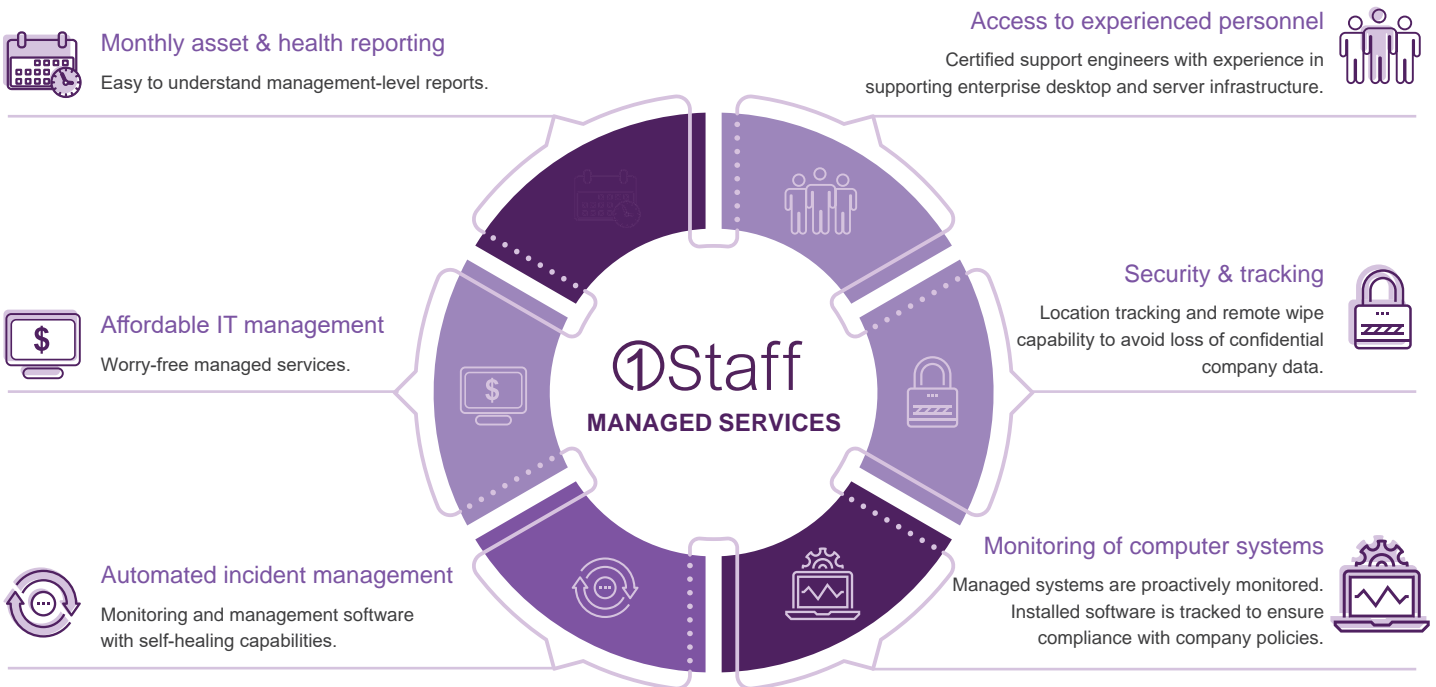 Monthly asset & health reporting
Easy to understand management-level reports.
Access to experienced personnel
Certified support engineers with experience in
supporting enterprise desktop and server infrastructure.
Affordable IT management
Worry-free managed services.
$
$
1Staff
MANAGED SERVICES
Security & tracking
Location tracking and remote wipe
capability to avoid loss of confidential
company data.
Automated incident management
Monitoring and management software
with self-healing capabilities.
Monitoring of computer systems
Managed systems are proactively monitored.
Installed software is tracked to ensure
compliance with company policies.